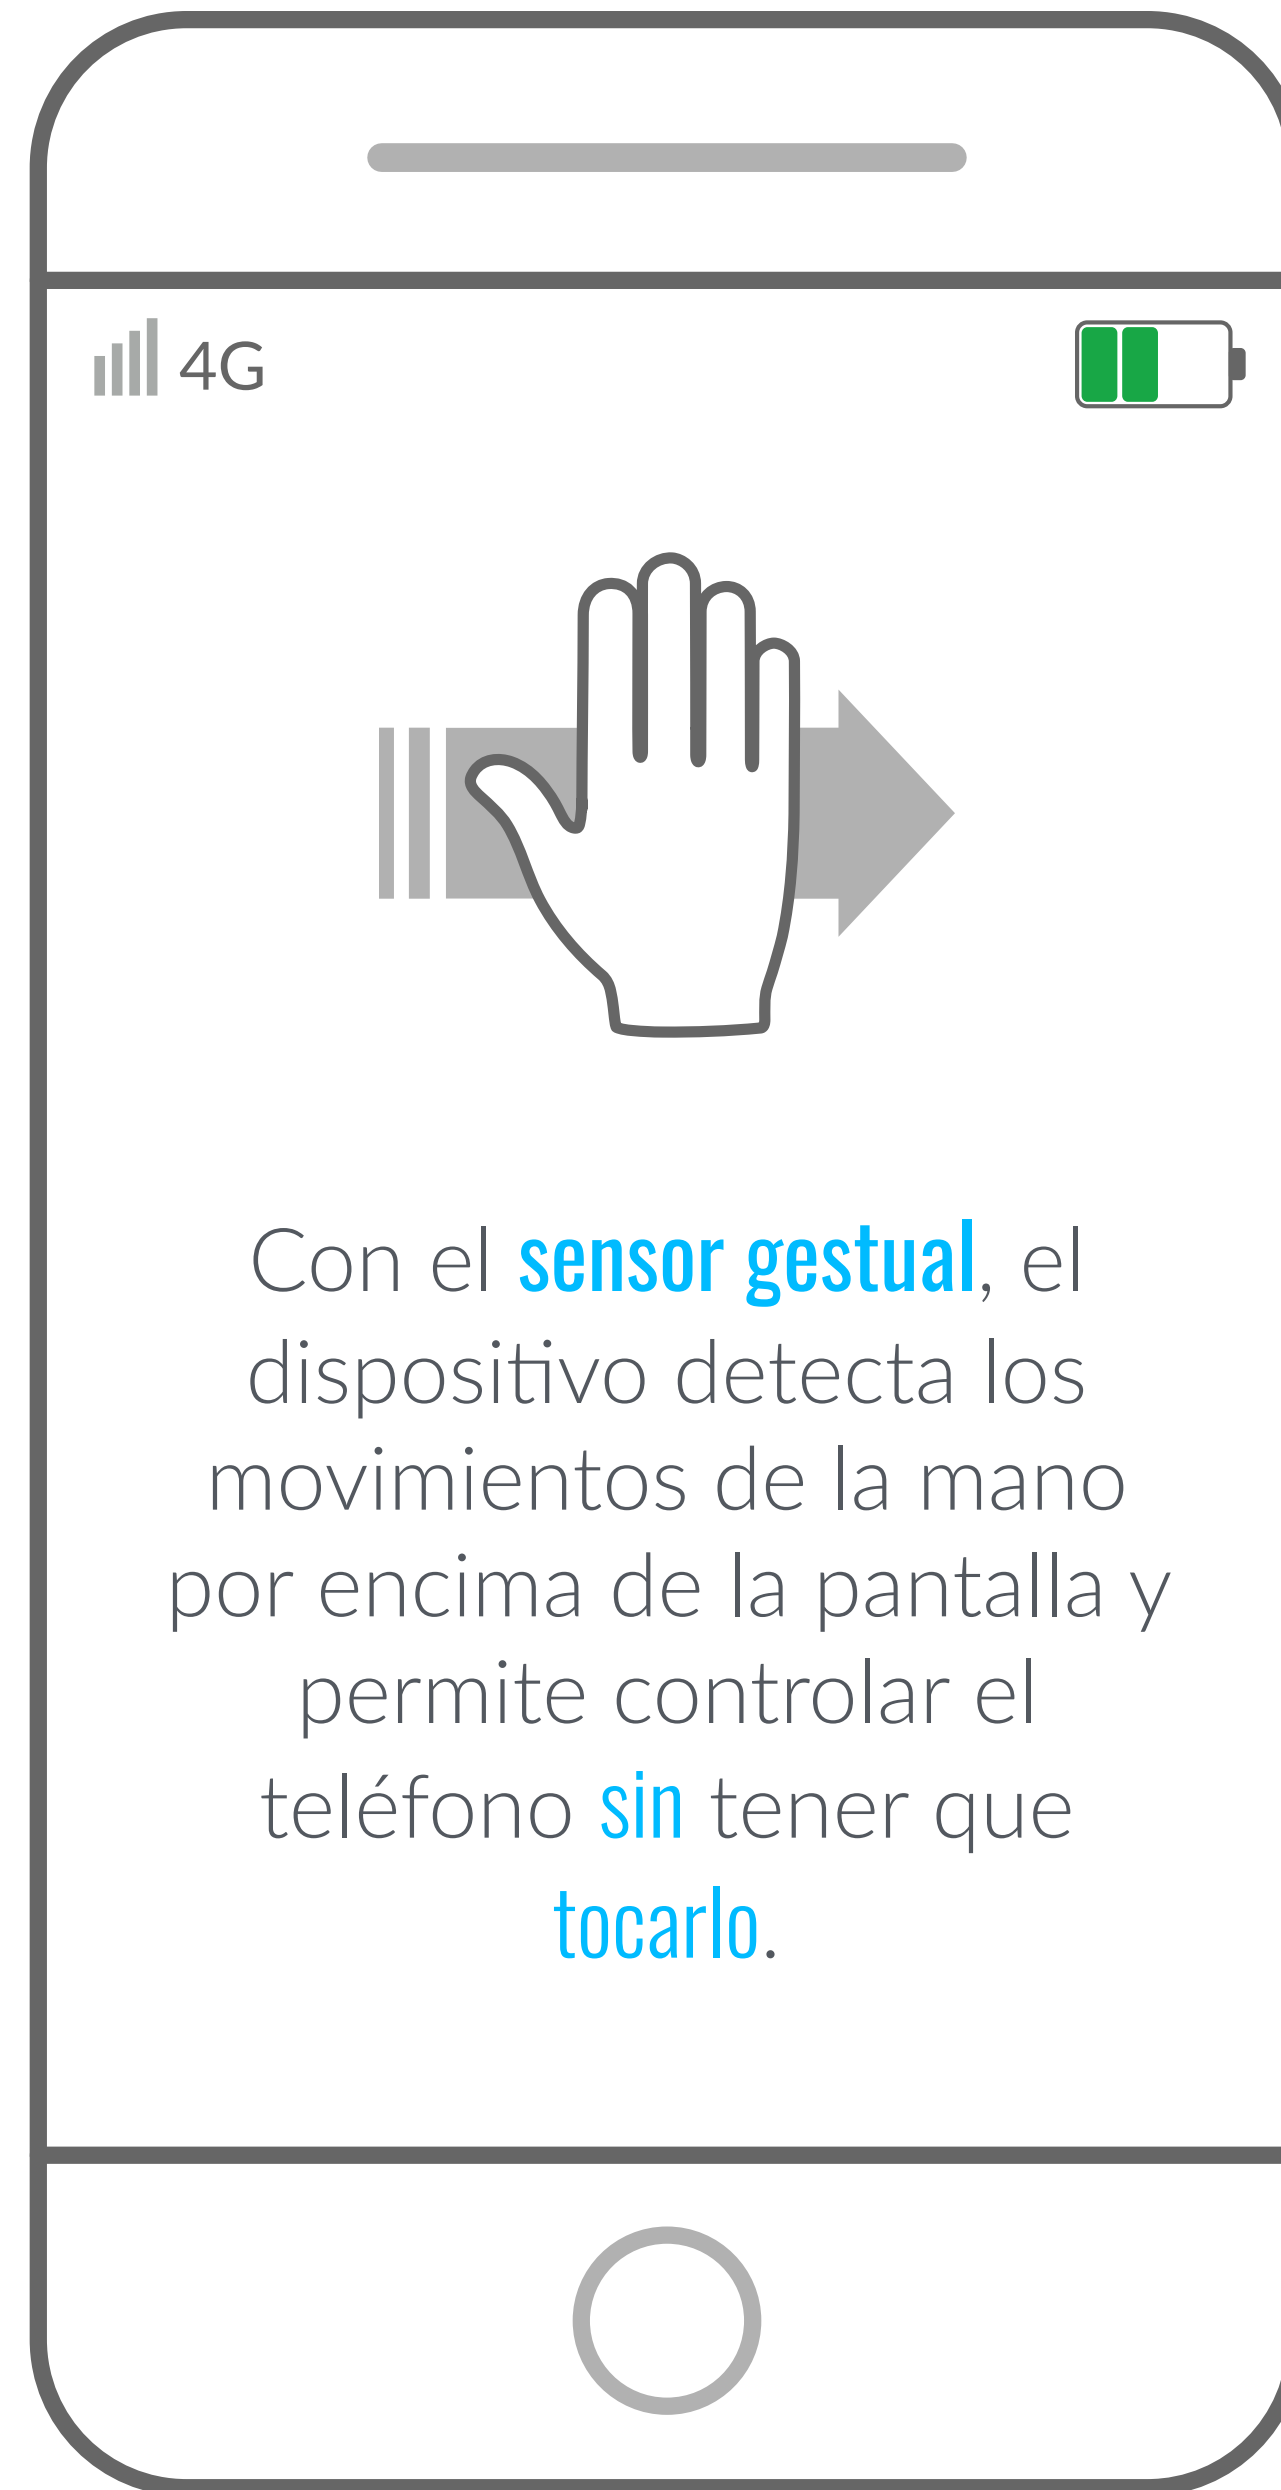 4G
Con el sensor gestual, el
dispositivo detecta los
movimientos de la mano
por encima de la pantalla y
permite controlar el
teléfono sin tener que
tocarlo.